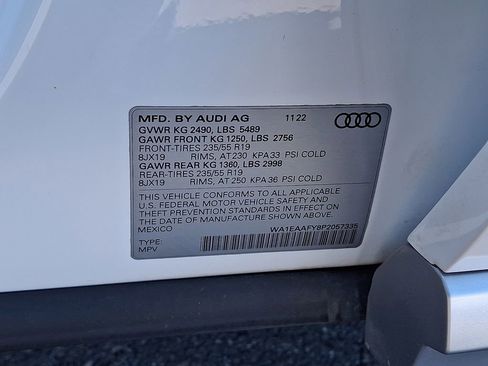 MFD. BY AUDI AG 11 22
GVWR KG 2490, LBS 5489
GAWR FRONT KG 1250, LBS 2756
FRONT-TIRES 235/55 R19
8JX19 RIMS, AT 230 KPA 33 PSI COLD
GAWR REAR KG 1360, LBS 2998
REAR-TIRES 235/55 R19
8JX19 RIMS, AT 250 KPA 36 PSI COLD
THIS VEHICLE CONFORMS TO ALL APPLICABLE
U.S. FEDERAL MOTOR VEHICLE SAFETY AND
THEFT PREVENTION STANDARDS IN EFFECT ON
THE DATE OF MANUFACTURE SHOWN ABOVE.
MEXICO
WA1EAAFY8P2057335
TYPE:
MPV